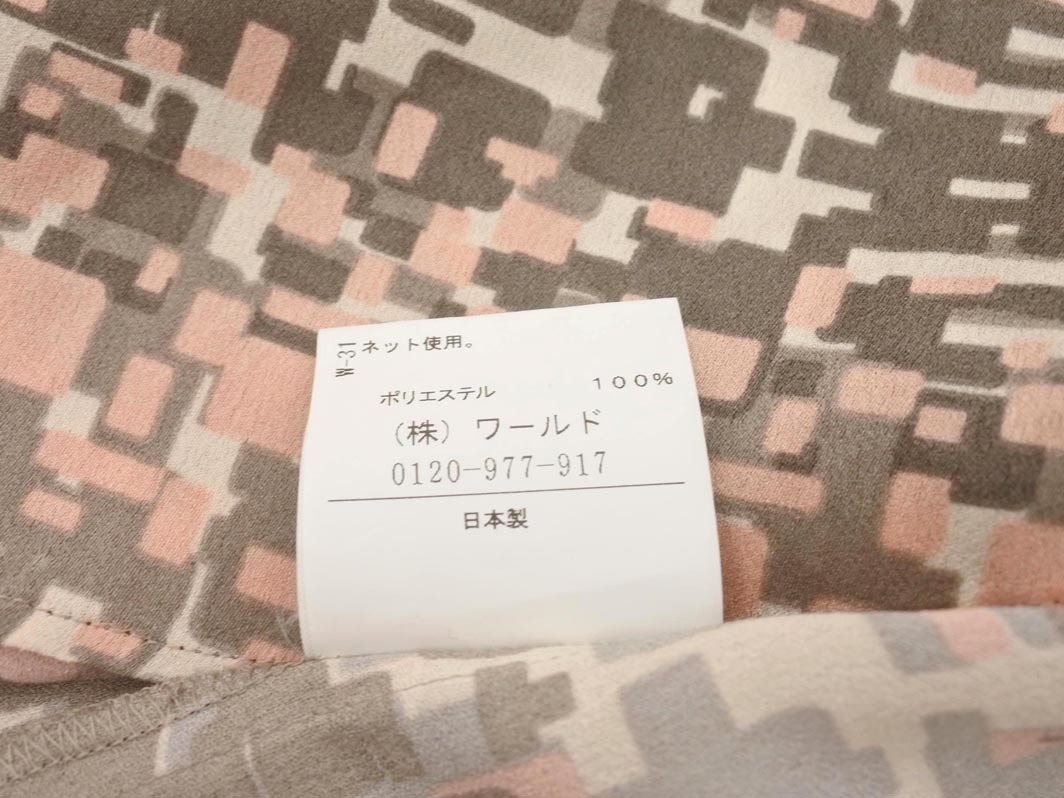 W-31
ネット使用。
ポリエステル 100%
(株) ワールド
0120-977-917
日本製